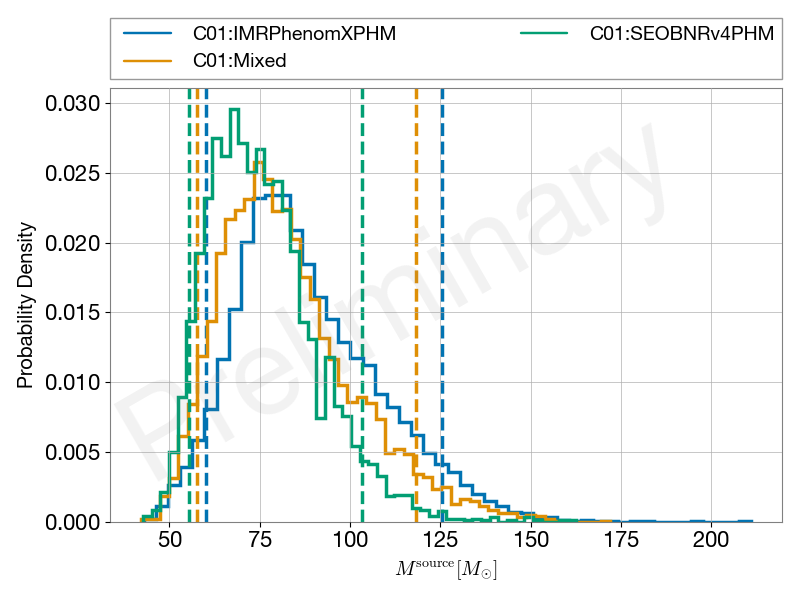 C01:IMRPhenomXPHM
C01:Mixed
C01:SEOBNRv4PHM
0.030
0.025
0.020
0.015
0.010
0.005
0.000
Probability Density
Preliminary
50 75 100 125 150 175 200
M^source [M_⊙]